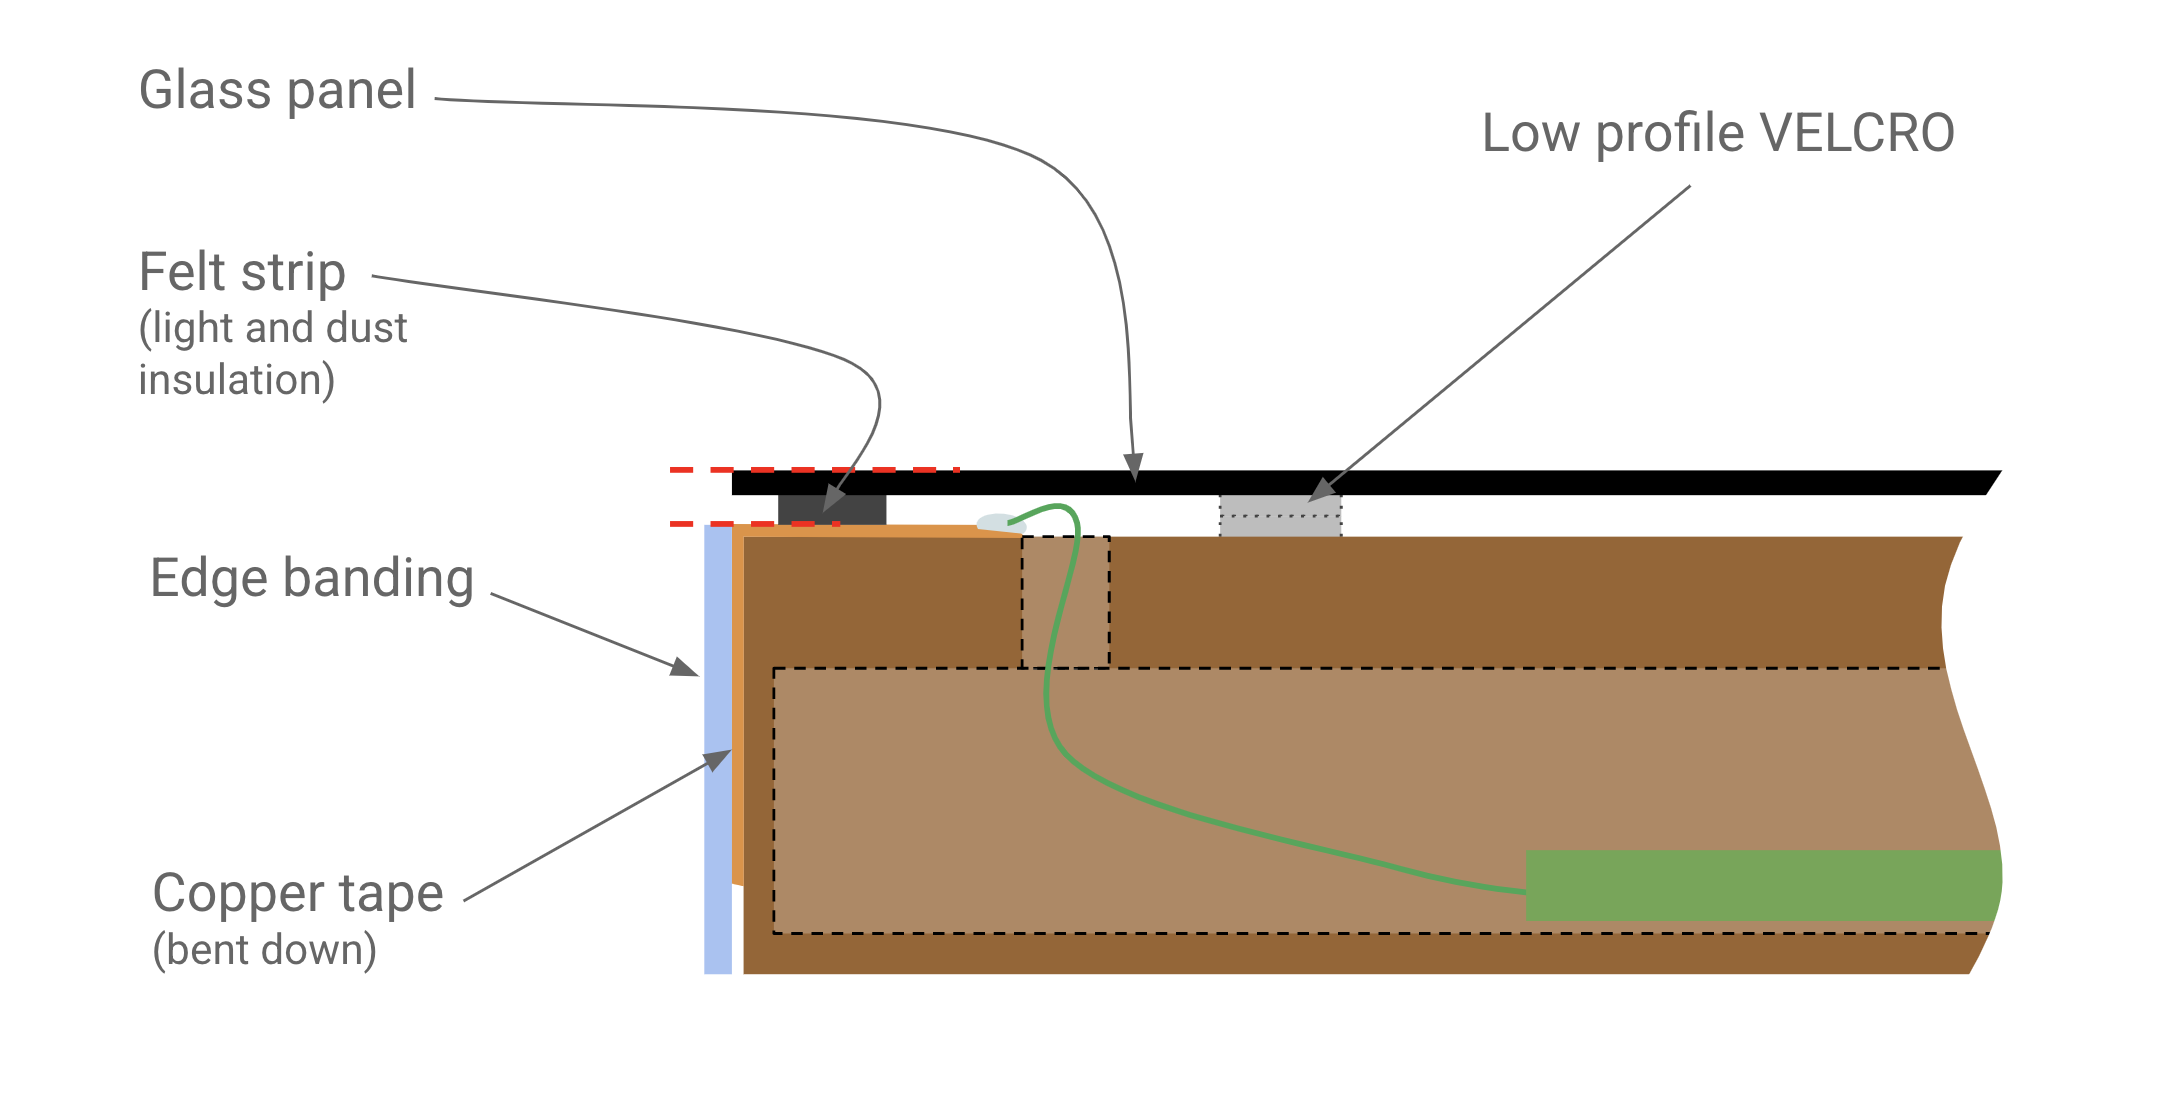 Glass panel
Low profile VELCRO
Felt strip
(light and dust
insulation)
Edge banding
Copper tape
(bent down)